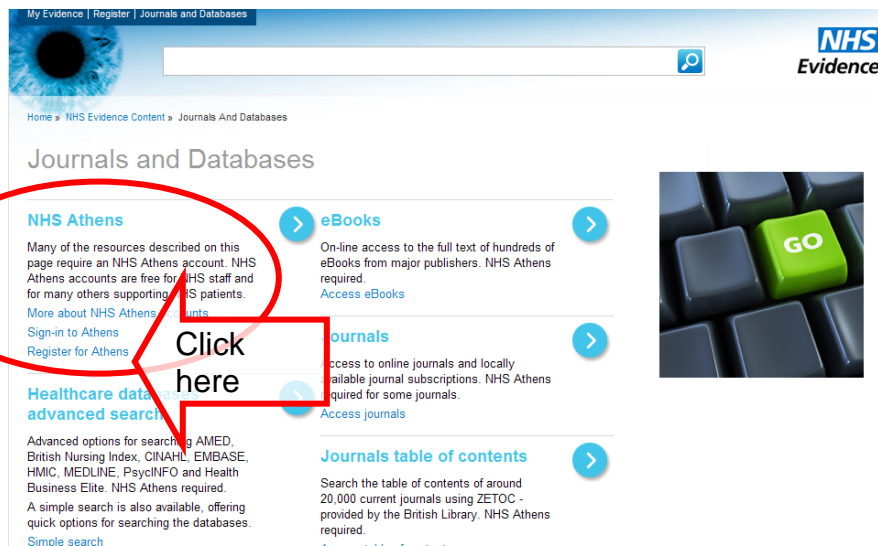 My Evidence | Register | Journals and Databases
NHS
Evidence
Home » NHS Evidence Content » Journals And Databases
Journals and Databases
NHS Athens
Many of the resources described on this
page require an NHS Athens account. NHS
Athens accounts are free for NHS staff and
for many others supporting NHS patients.
More about NHS Athens accounts
Sign-in to Athens
Register for Athens
Click
here
Healthcare databases
advanced search
Advanced options for searching AMED,
British Nursing Index, CINAHL, EMBASE,
HMIC, MEDLINE, PsycINFO and Health
Business Elite. NHS Athens required.
A simple search is also available, offering
quick options for searching the databases.
Simple search
eBooks
On-line access to the full text of hundreds of
eBooks from major publishers. NHS Athens
required.
Access eBooks
Journals
Access to online journals and locally
available journal subscriptions. NHS Athens
required for some journals.
Access journals
Journals table of contents
Search the table of contents of around
20,000 current journals using ZETOC -
provided by the British Library. NHS Athens
required.
GO